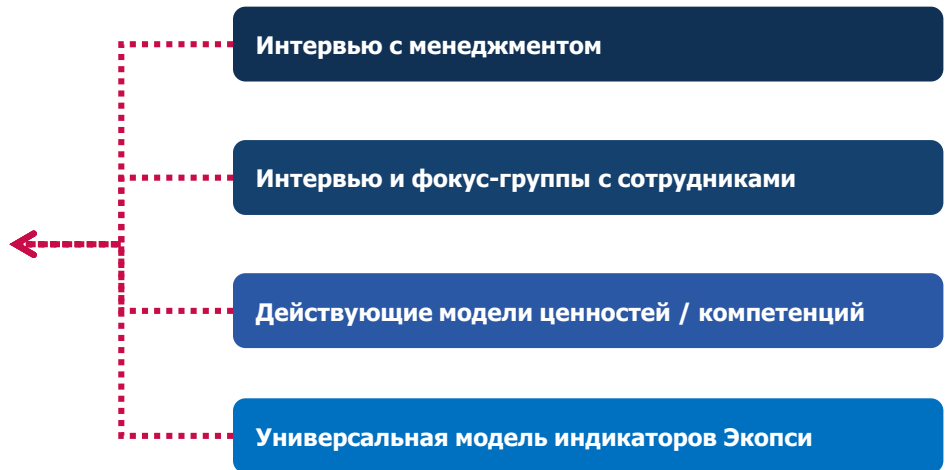 Интервью с менеджментом
Интервью и фокус-группы с сотрудниками
Действующие модели ценностей / компетенций
Универсальная модель индикаторов Экопси